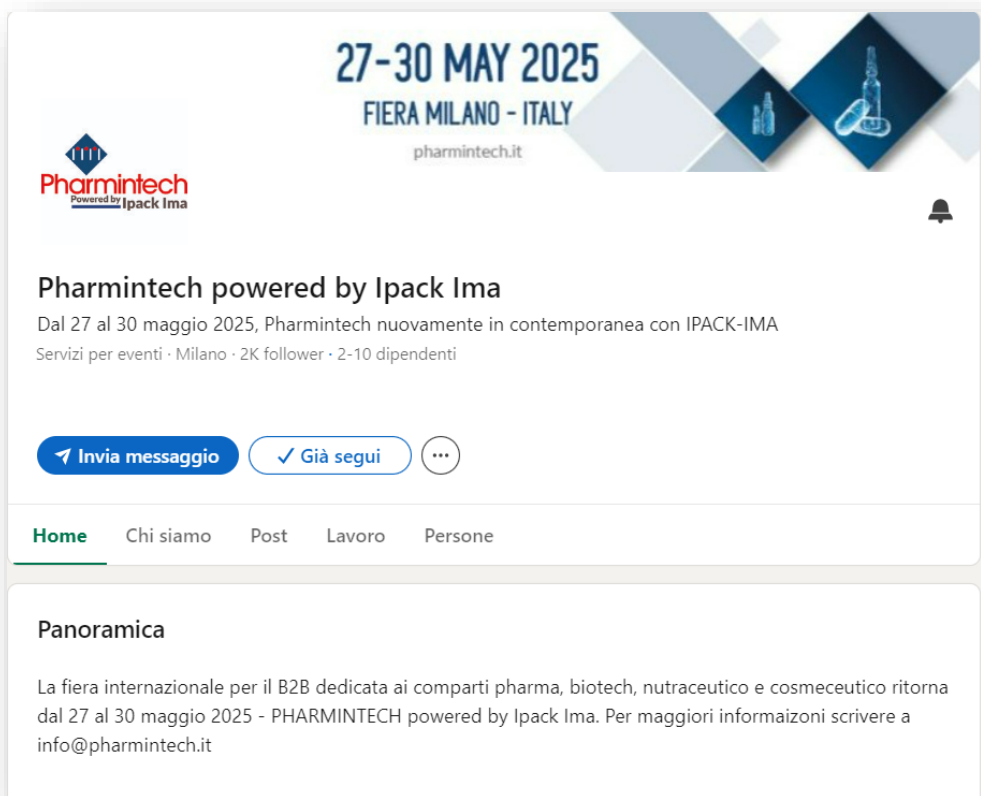 27-30 MAY 2025
FIERA MILANO - ITALY
pharmintech.it
Pharmintech
Powered by Ipack Ima
Pharmintech powered by Ipack Ima
Dal 27 al 30 maggio 2025, Pharmintech nuovamente in contemporanea con IPACK-IMA
Servizi per eventi · Milano · 2K follower · 2-10 dipendenti
Invia messaggio
Già segui
Home
Chi siamo
Post
Lavoro
Persone
Panoramica
La fiera internazionale per il B2B dedicata ai comparti pharma, biotech, nutraceutico e cosmeceutico ritorna
dal 27 al 30 maggio 2025 - PHARMINTECH powered by Ipack Ima. Per maggiori informaizoni scrivere a
info@pharmintech.it